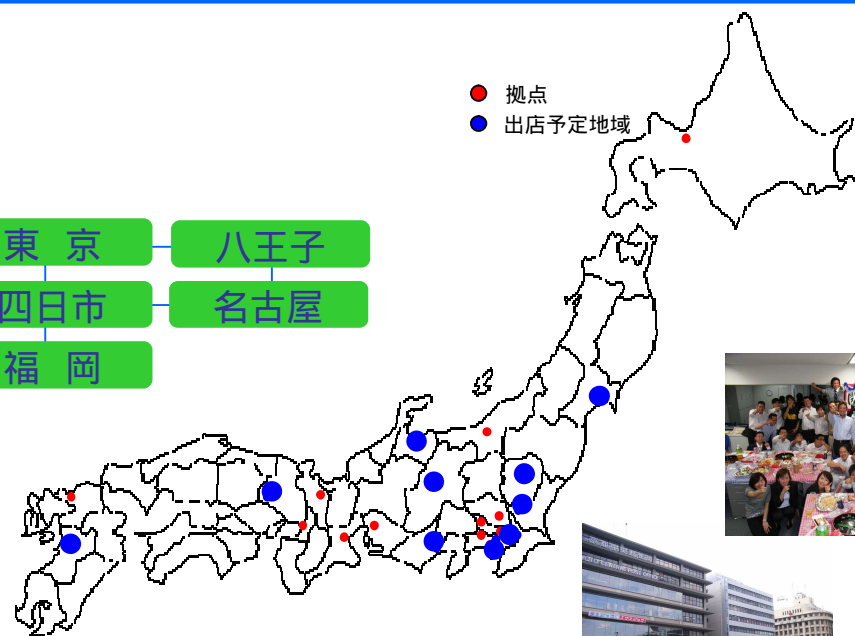 拠点
出店予定地域
東 京
八王子
四日市
名古屋
福 岡